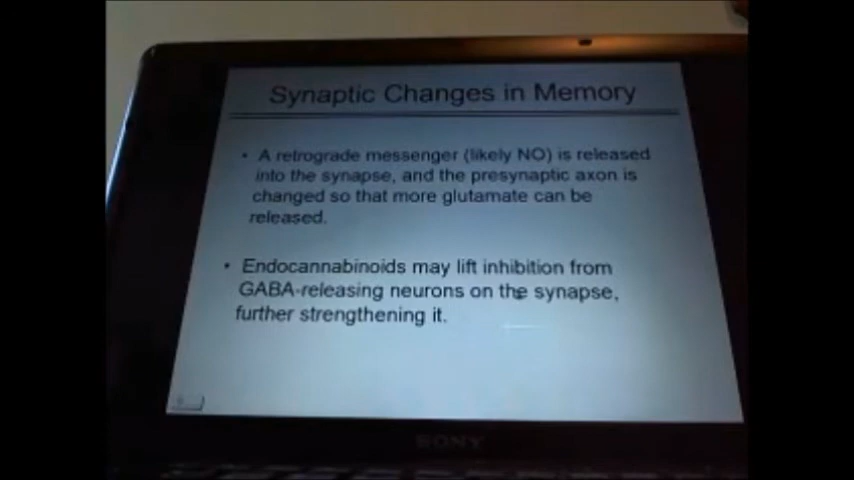 Synaptic Changes in Memory
• A retrograde messenger (likely NO) is released
into the synapse, and the presynaptic axon is
changed so that more glutamate can be
released.
• Endocannabinoids may lift inhibition from
GABA-releasing neurons on the synapse,
further strengthening it.
SONY